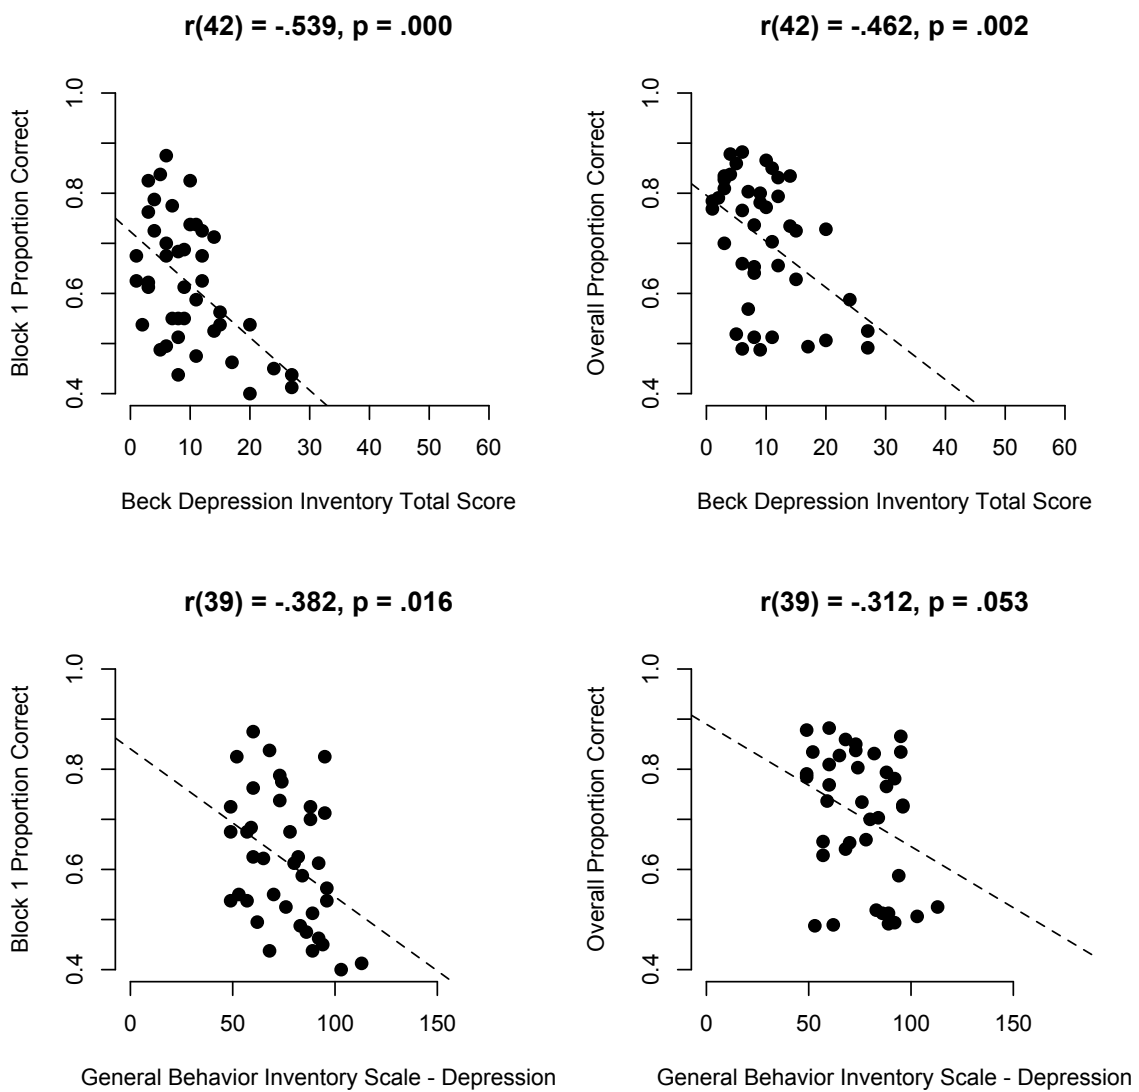 r(42) = -.539, p = .000
Block 1 Proportion Correct
1.0
0.8
0.6
0.4
0 10 20 30 40 50 60
Beck Depression Inventory Total Score
r(42) = -.462, p = .002
Overall Proportion Correct
1.0
0.8
0.6
0.4
0 10 20 30 40 50 60
Beck Depression Inventory Total Score
r(39) = -.382, p = .016
Block 1 Proportion Correct
1.0
0.8
0.6
0.4
0 50 100 150
General Behavior Inventory Scale - Depression
r(39) = -.312, p = .053
Overall Proportion Correct
1.0
0.8
0.6
0.4
0 50 100 150
General Behavior Inventory Scale - Depression